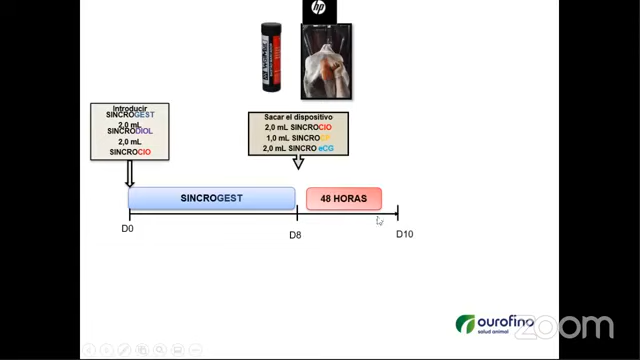 hp
Introducir
SINCROGEST
2,0 mL
SINCRODIOL
2,0 mL
SINCROCIO
Sacar el dispositivo
2,0 mL SINCROCIO
1,0 mL SINCROCP
2,0 mL SINCRO eCG
SINCROGEST
48 HORAS
D0
D8
D10
ourofino
salud animal
zoom